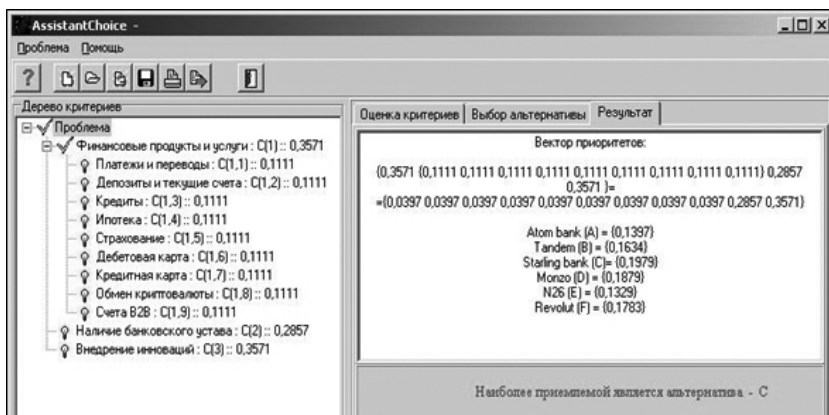 AssistantChoice -
Проблема Помощь
Дерево критериев
Проблема
Финансовые продукты и услуги : C(1) :: 0,3571
Платежи и переводы : C(1,1) :: 0,1111
Депозиты и текущие счета : C(1,2) :: 0,1111
Кредиты : C(1,3) :: 0,1111
Ипотека : C(1,4) :: 0,1111
Страхование : C(1,5) :: 0,1111
Дебетовая карта : C(1,6) :: 0,1111
Кредитная карта : C(1,7) :: 0,1111
Обмен криптовалюты : C(1,8) :: 0,1111
Счета B2B : C(1,9) :: 0,1111
Наличие банковского устава : C(2) :: 0,2857
Внедрение инноваций : C(3) :: 0,3571
Оценка критериев Выбор альтернативы Результат
Вектор приоритетов:
{0,3571 {0,1111 0,1111 0,1111 0,1111 0,1111 0,1111 0,1111 0,1111 0,1111} 0,2857
0,3571 }=
={0,0397 0,0397 0,0397 0,0397 0,0397 0,0397 0,0397 0,0397 0,0397 0,2857 0,3571}
Atom bank (A) = {0,1397}
Tandem (B) = {0,1634}
Starling bank (C)= {0,1979}
Monzo (D) = {0,1879}
N26 (E) = {0,1329}
Revolut (F) = {0,1783}
Наиболее приемлемой является альтернатива - C